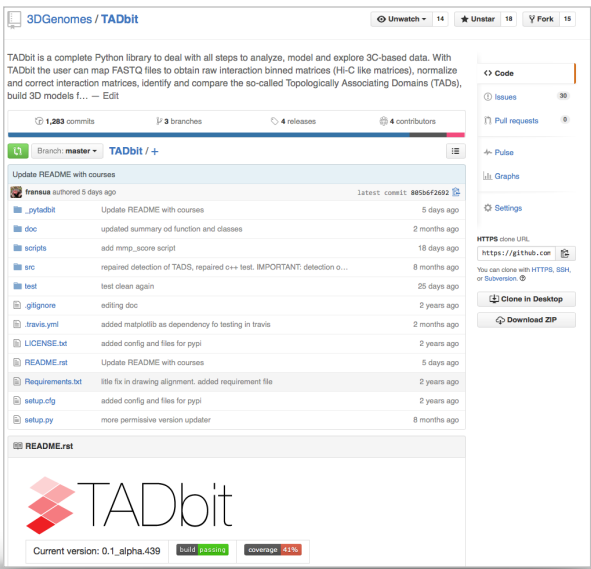 3DGenomes / TADbit
Unwatch 14 Unstar 18 Fork 15
TADbit is a complete Python library to deal with all steps to analyze, model and explore 3C-based data. With
TADbit the user can map FASTQ files to obtain raw interaction binned matrices (Hi-C like matrices), normalize
and correct interaction matrices, identify and compare the so-called Topologically Associating Domains (TADs),
build 3D models f... — Edit
1,283 commits 3 branches 4 releases 4 contributors
Branch: master TADbit / +
Update README with courses
fransua authored 5 days ago latest commit 805b6f2692
_pytadbit Update README with courses 5 days ago
doc updated summary od function and classes 2 months ago
scripts add mmp_score script 18 days ago
src repaired detection of TADS, repaired c++ test. IMPORTANT: detection o... 8 months ago
test test clean again 25 days ago
.gitignore editing doc 2 years ago
.travis.yml added matplotlib as dependency fo testing in travis 2 months ago
LICENSE.txt added config and files for pypi 2 years ago
README.rst Update README with courses 5 days ago
Requirements.txt litle fix in drawing alignment. added requirement file 2 years ago
setup.cfg added config and files for pypi 2 years ago
setup.py more permissive version updater 8 months ago
README.rst
TADbit
Current version: 0.1_alpha.439 build passing coverage 41%
Code
Issues 30
Pull requests 0
Pulse
Graphs
Settings
HTTPS clone URL
https://github.com
You can clone with HTTPS, SSH,
or Subversion.
Clone in Desktop
Download ZIP